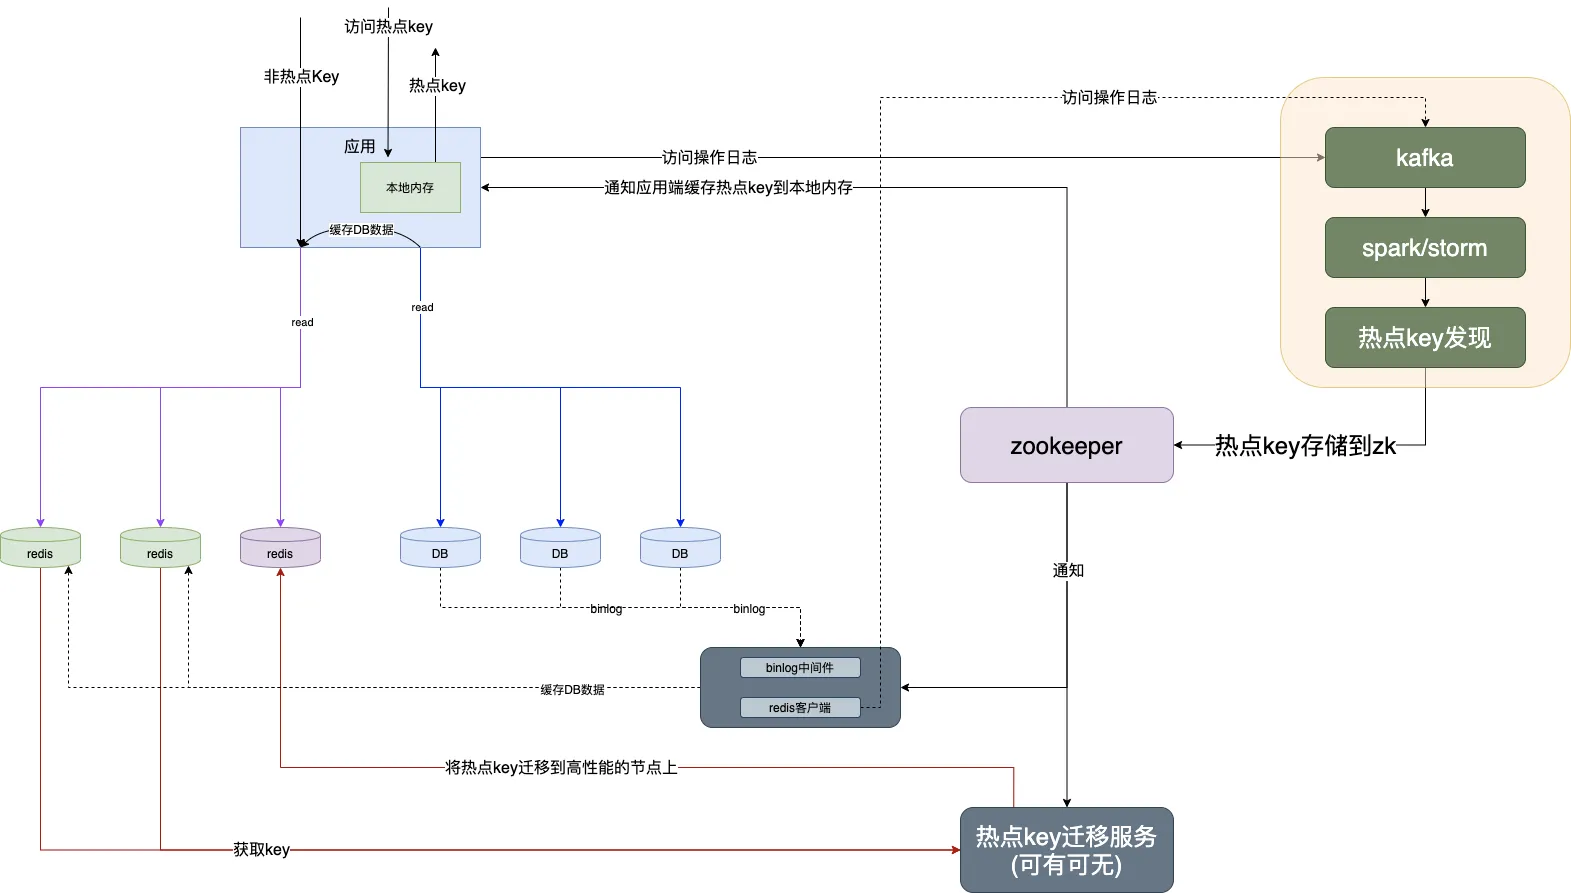 访问热点key
非热点Key
热点key
访问操作日志
应用
kafka
访问操作日志
本地内存
通知应用端缓存热点key到本地内存
缓存DB数据
spark/storm
read
read
热点key发现
zookeeper
热点key存储到zk
redis
redis
redis
DB
DB
DB
通知
binlog
binlog
binlog中间件
缓存DB数据
redis客户端
将热点key迁移到高性能的节点上
获取key
热点key迁移服务
(可有可无)